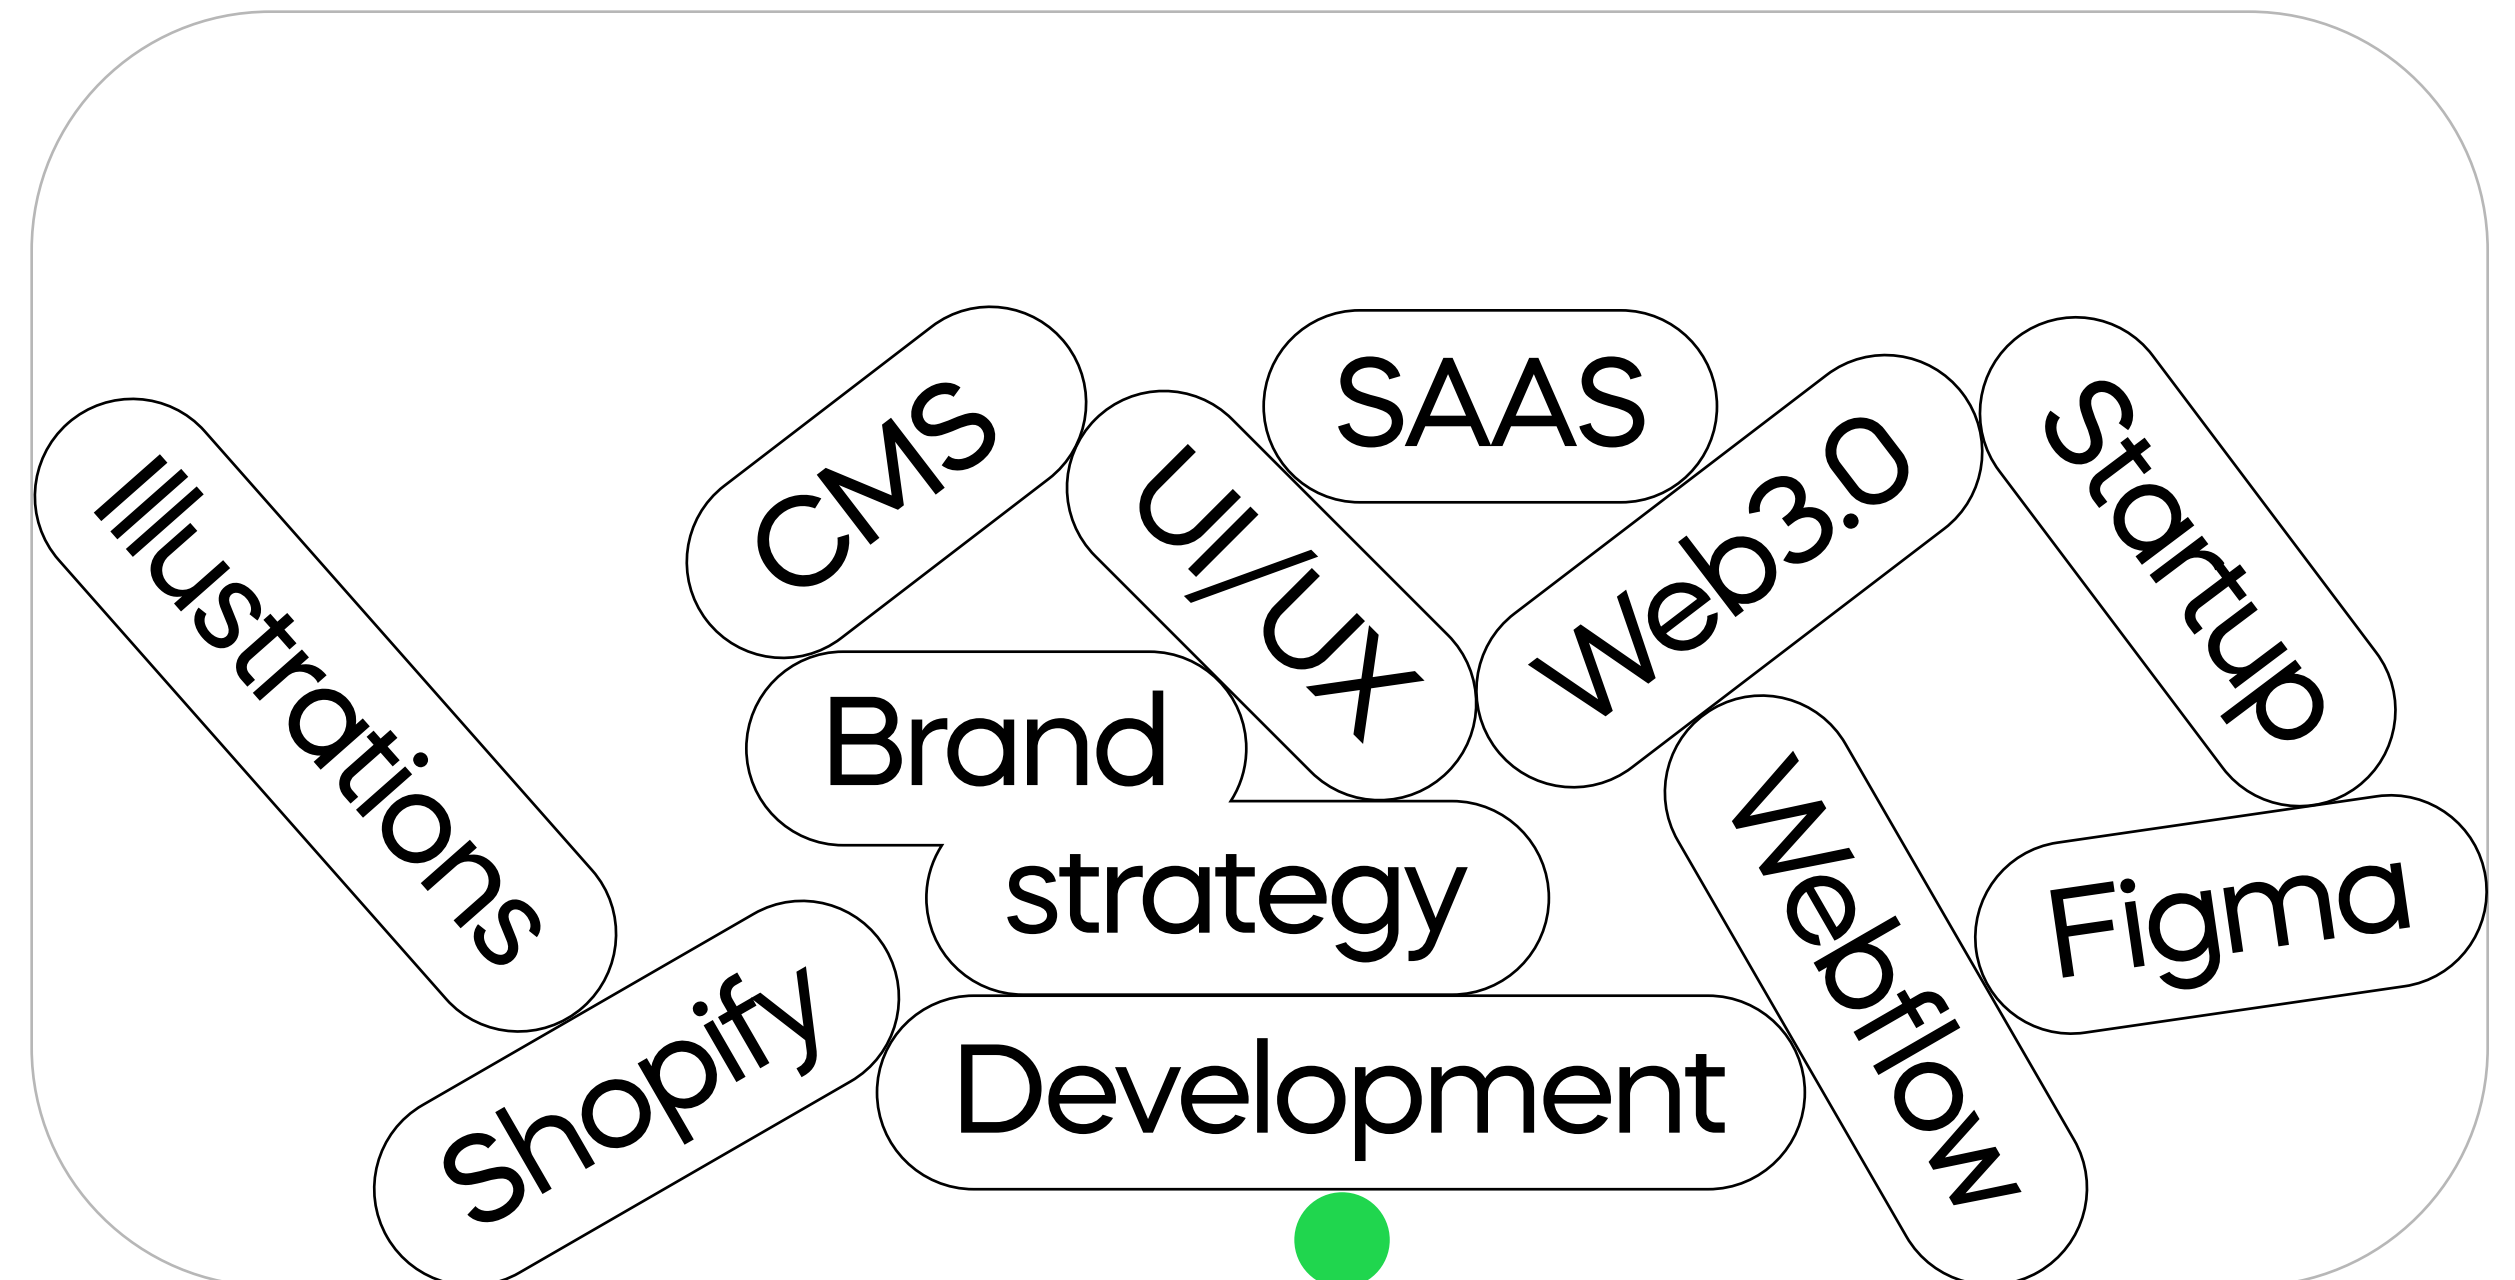 SAAS
CMS
UI/UX
Web3.0
Startup
Illustrations
Brand
strategy
Figma
Webflow
Shopify
Development